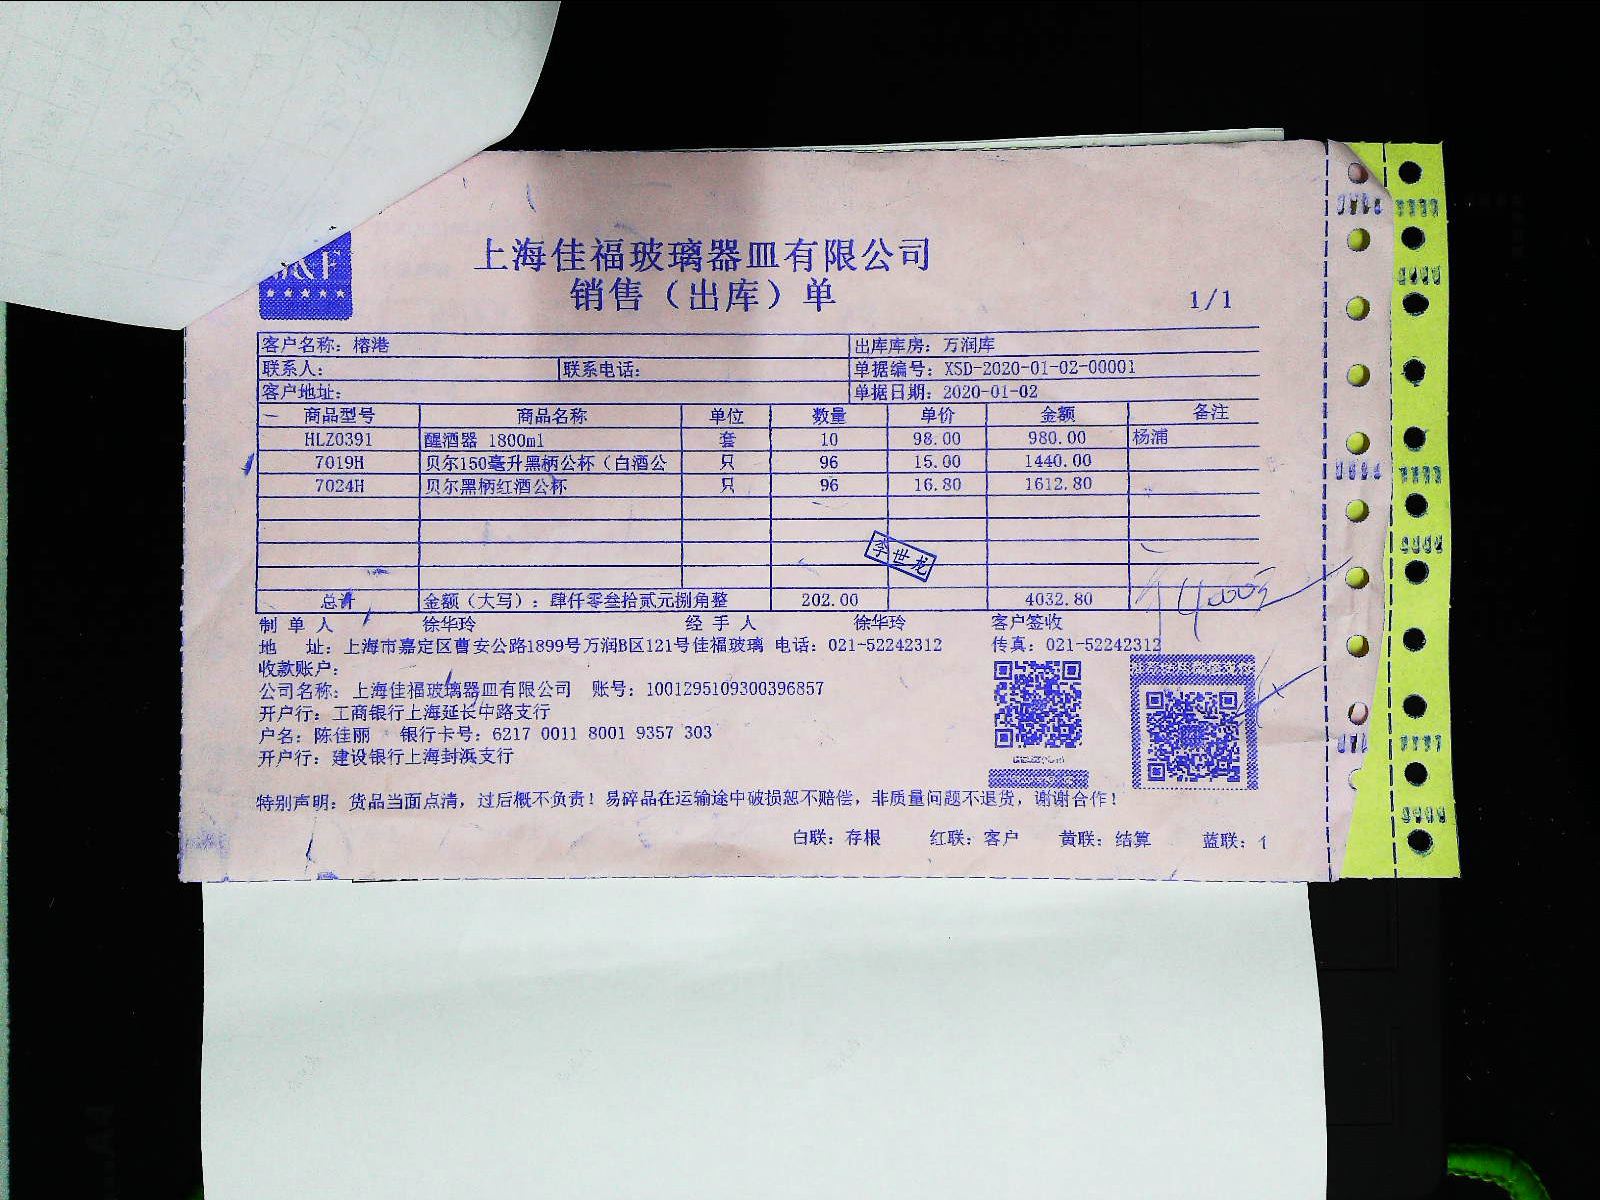 上海佳福玻璃器皿有限公司
销售（出库）单
1/1
客户名称：榕港 出库库房：万润库
联系人： 联系电话： 单据编号：XSD-2020-01-02-00001
客户地址： 单据日期：2020-01-02
商品型号 商品名称 单位 数量 单价 金额 备注
HLZ0391 醒酒器 1800ml 套 10 98.00 980.00 杨浦
7019H 贝尔150毫升黑柄公杯（白酒公 只 96 15.00 1440.00
7024H 贝尔黑柄红酒公杯 只 96 16.80 1612.80
李世龙
总计 金额（大写）：肆仟零叁拾贰元捌角整 202.00 4032.80
制单人 徐华玲 经手人 徐华玲 客户签收
地 址：上海市嘉定区曹安公路1899号万润B区121号佳福玻璃 电话：021-52242312 传真：021-52242312
收款账户：
公司名称：上海佳福玻璃器皿有限公司 账号：1001295109300396857
开户行：工商银行上海延长中路支行
户名：陈佳丽 银行卡号：6217 0011 8001 9357 303
开户行：建设银行上海封浜支行
特别声明：货品当面点清，过后概不负责！易碎品在运输途中破损恕不赔偿，非质量问题不退货，谢谢合作！
白联：存根 红联：客户 黄联：结算 蓝联：